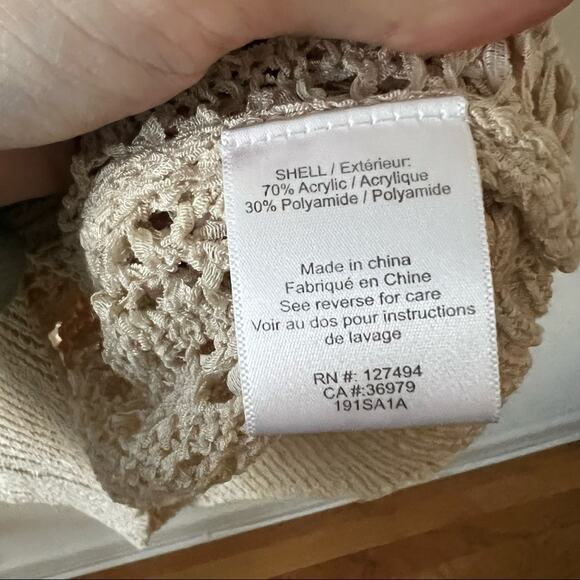 SHELL / Extérieur:
70% Acrylic / Acrylique
30% Polyamide / Polyamide
Made in china
Fabriqué en Chine
See reverse for care
Voir au dos pour instructions
de lavage
RN #: 127494
CA #:36979
191SA1A